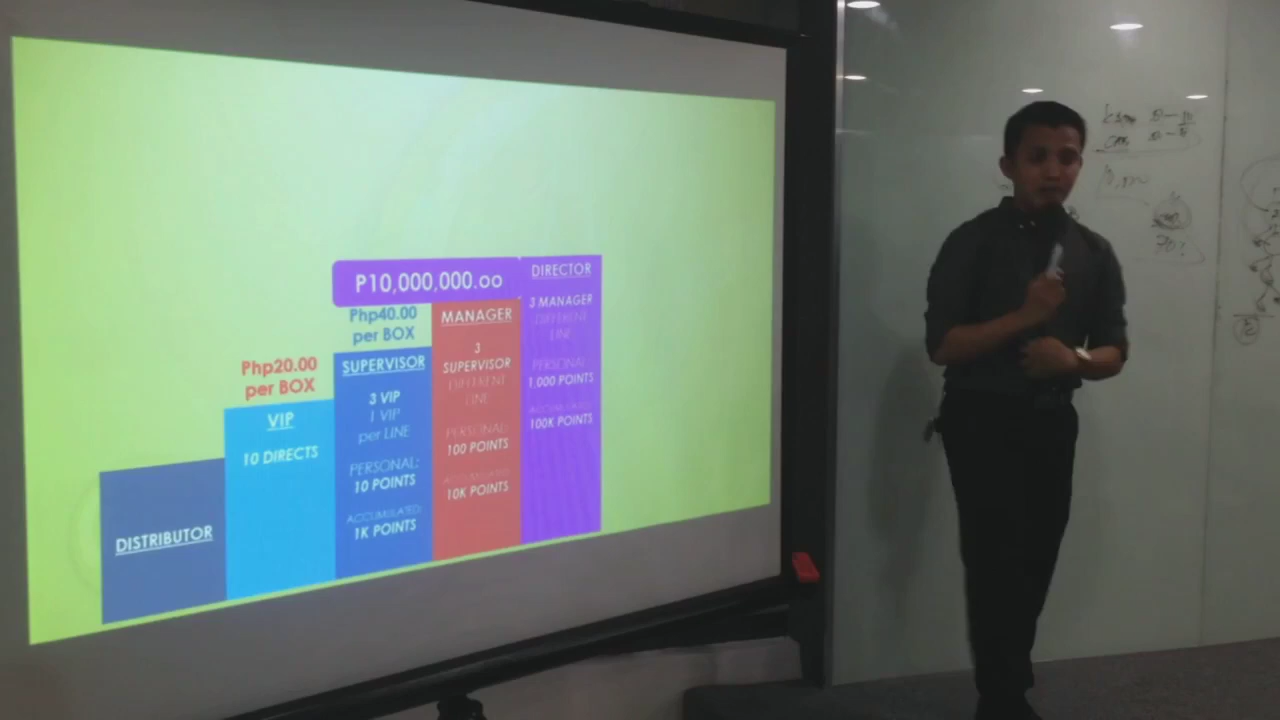 DISTRIBUTOR
Php20.00
per BOX
VIP
10 DIRECTS
Php40.00
per BOX
SUPERVISOR
3 VIP
1 VIP
per LINE
PERSONAL:
10 POINTS
ACCUMULATED:
1K POINTS
P10,000,000.oo
MANAGER
3
SUPERVISOR
DIFFERENT
LINE
PERSONAL:
100 POINTS
ACCUMULATED:
10K POINTS
DIRECTOR
3 MANAGER
DIFFERENT
LINE
PERSONAL:
1,000 POINTS
ACCUMULATED:
100K POINTS